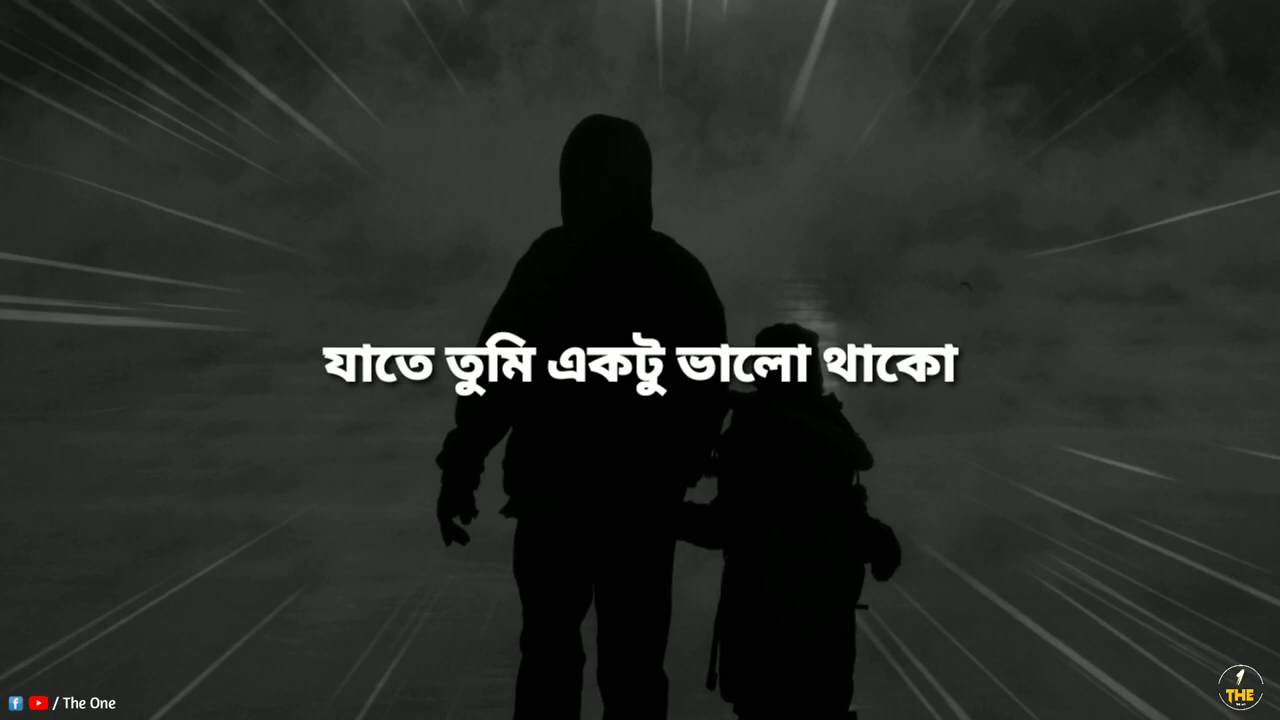 যাতে তুমি একটু ভালো থাকো
/ The One
THE